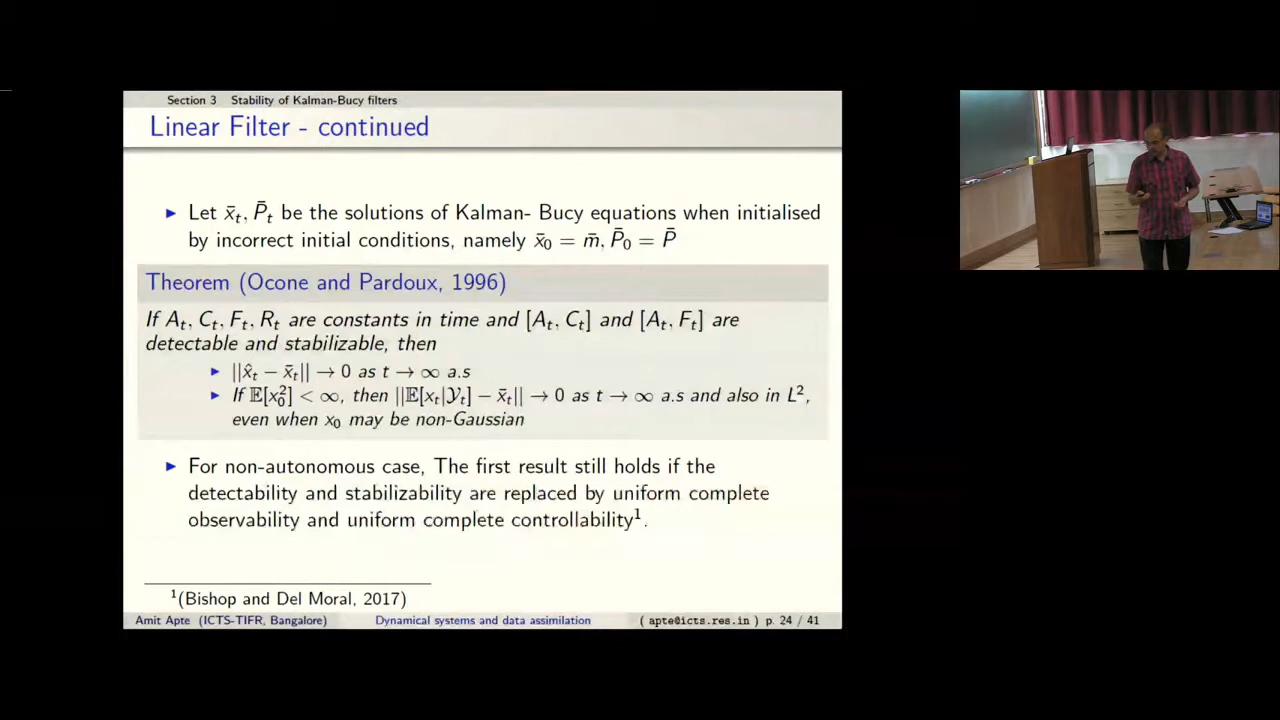 Section 3 Stability of Kalman-Bucy filters
Linear Filter - continued
▶ Let x̄ₜ, P̄ₜ be the solutions of Kalman- Bucy equations when initialised
by incorrect initial conditions, namely x̄₀ = m̄, P̄₀ = P̄
Theorem (Ocone and Pardoux, 1996)
If Aₜ, Cₜ, Fₜ, Rₜ are constants in time and [Aₜ, Cₜ] and [Aₜ, Fₜ] are
detectable and stabilizable, then
▶ ||x̂ₜ − x̄ₜ|| → 0 as t → ∞ a.s
▶ If 𝔼[x₀²] < ∞, then ||𝔼[xₜ|𝒴ₜ] − x̄ₜ|| → 0 as t → ∞ a.s and also in L²,
even when x₀ may be non-Gaussian
▶ For non-autonomous case, The first result still holds if the
detectability and stabilizability are replaced by uniform complete
observability and uniform complete controllability¹.
¹(Bishop and Del Moral, 2017)
Amit Apte (ICTS-TIFR, Bangalore) Dynamical systems and data assimilation ( apte@icts.res.in ) p. 24 / 41